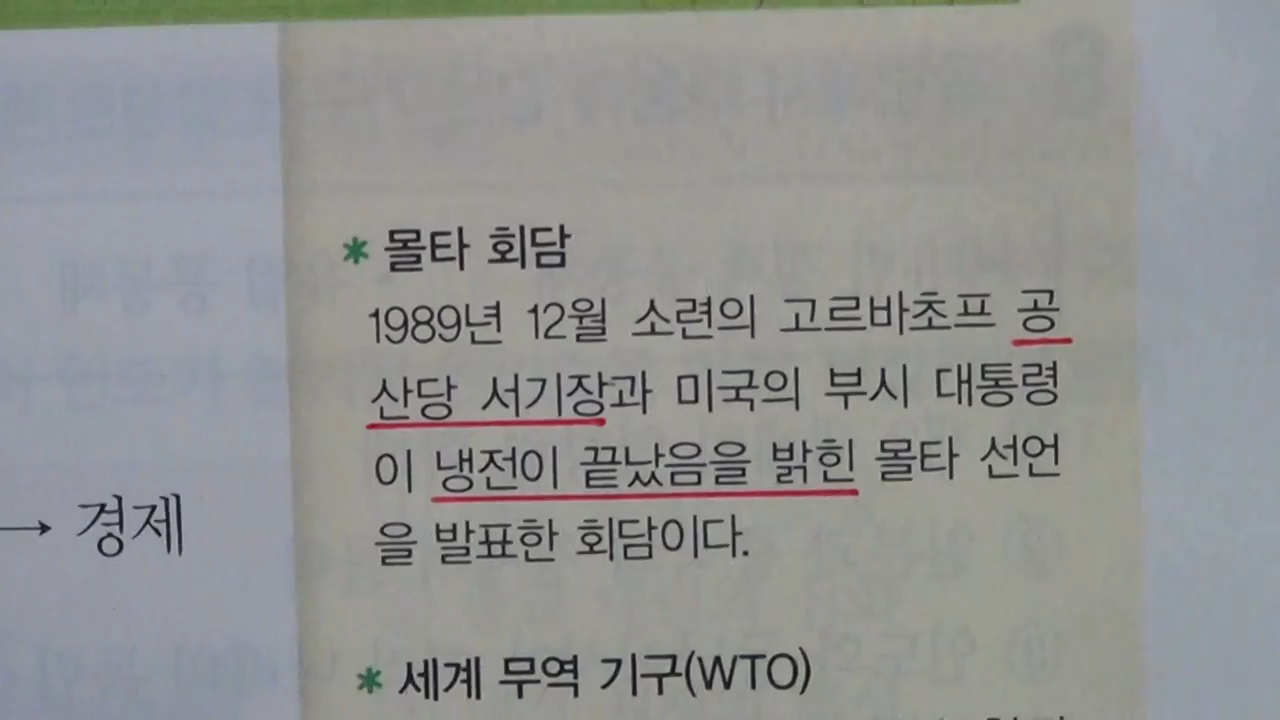 * 몰타 회담
1989년 12월 소련의 고르바초프 공
산당 서기장과 미국의 부시 대통령
이 냉전이 끝났음을 밝힌 몰타 선언
을 발표한 회담이다.
→ 경제
* 세계 무역 기구(WTO)